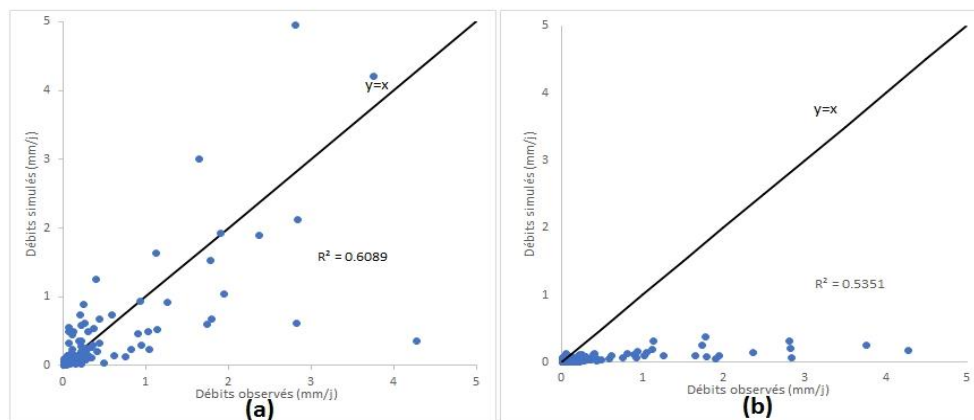 5
4
3
2
1
0
Débits simulés (mm/j)
y=x
R² = 0.6089
0 1 2 3 4 5
Débits observés (mm/j)
(a)
5
4
3
2
1
0
Débits simulés (mm/j)
y=x
R² = 0.5351
0 1 2 3 4 5
Débits observés (mm/j)
(b)